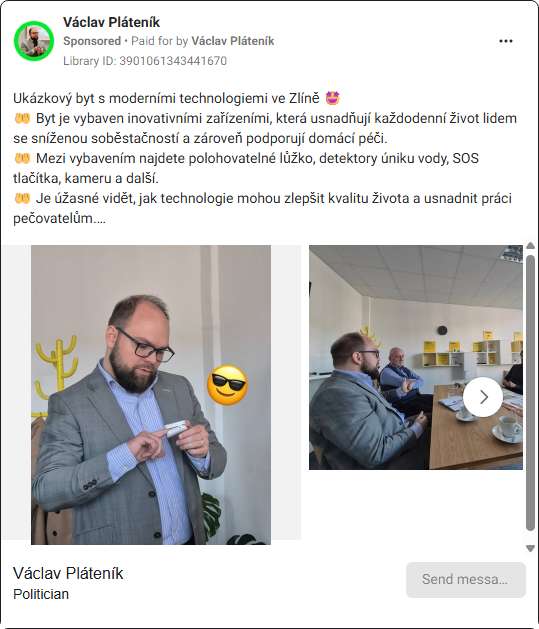 Václav Pláteník
Sponsored • Paid for by Václav Pláteník
Library ID: 3901061343441670
Ukázkový byt s moderními technologiemi ve Zlíně 🤩
👐 Byt je vybaven inovativními zařízeními, která usnadňují každodenní život lidem
se sníženou soběstačností a zároveň podporují domácí péči.
👐 Mezi vybavením najdete polohovatelné lůžko, detektory úniku vody, SOS
tlačítka, kameru a další.
👐 Je úžasné vidět, jak technologie mohou zlepšit kvalitu života a usnadnit práci
pečovatelům....
Václav Pláteník
Politician
Send messa...